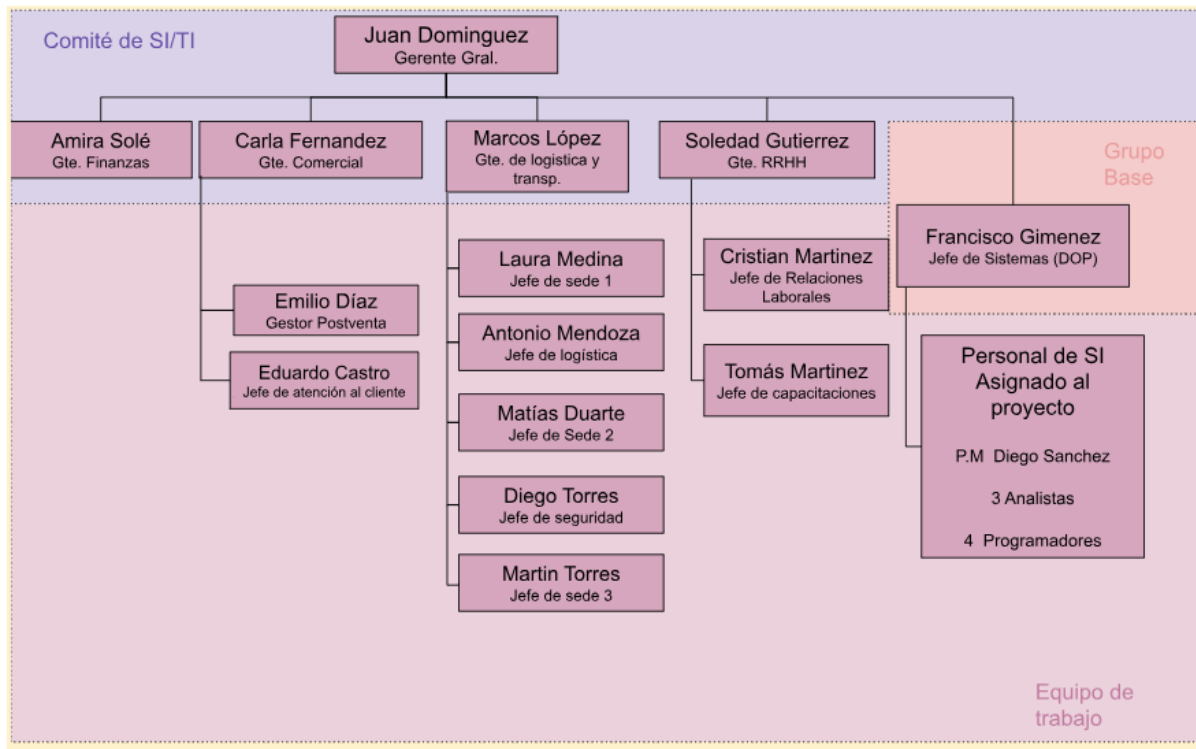 Comité de SI/TI
Juan Dominguez
Gerente Gral.
Amira Solé
Gte. Finanzas
Carla Fernandez
Gte. Comercial
Marcos López
Gte. de logistica y
transp.
Soledad Gutierrez
Gte. RRHH
Grupo
Base
Francisco Gimenez
Jefe de Sistemas (DOP)
Emilio Díaz
Gestor Postventa
Eduardo Castro
Jefe de atención al cliente
Laura Medina
Jefe de sede 1
Antonio Mendoza
Jefe de logística
Matías Duarte
Jefe de Sede 2
Diego Torres
Jefe de seguridad
Martin Torres
Jefe de sede 3
Cristian Martinez
Jefe de Relaciones
Laborales
Tomás Martinez
Jefe de capacitaciones
Personal de SI
Asignado al
proyecto
P.M Diego Sanchez
3 Analistas
4 Programadores
Equipo de
trabajo